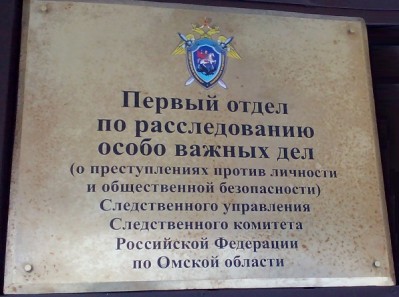 Первый отдел
по расследованию
особо важных дел
(о преступлениях против личности
и общественной безопасности)
Следственного управления
Следственного комитета
Российской Федерации
по Омской области